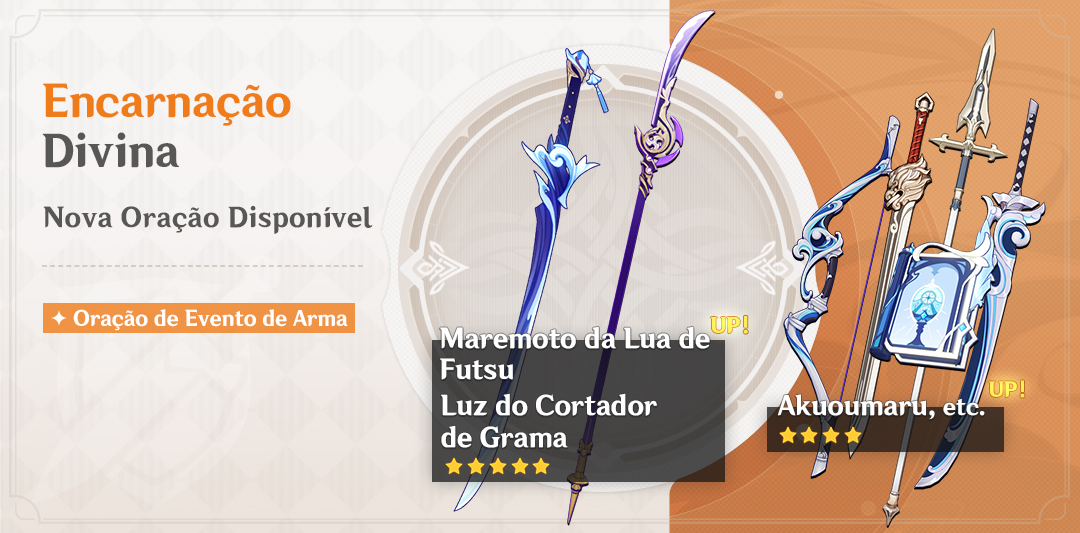 Encarnação
Divina
Nova Oração Disponível
✦ Oração de Evento de Arma
UP!
Maremoto da Lua de
Futsu
Luz do Cortador
de Grama
UP!
Akuoumaru, etc.